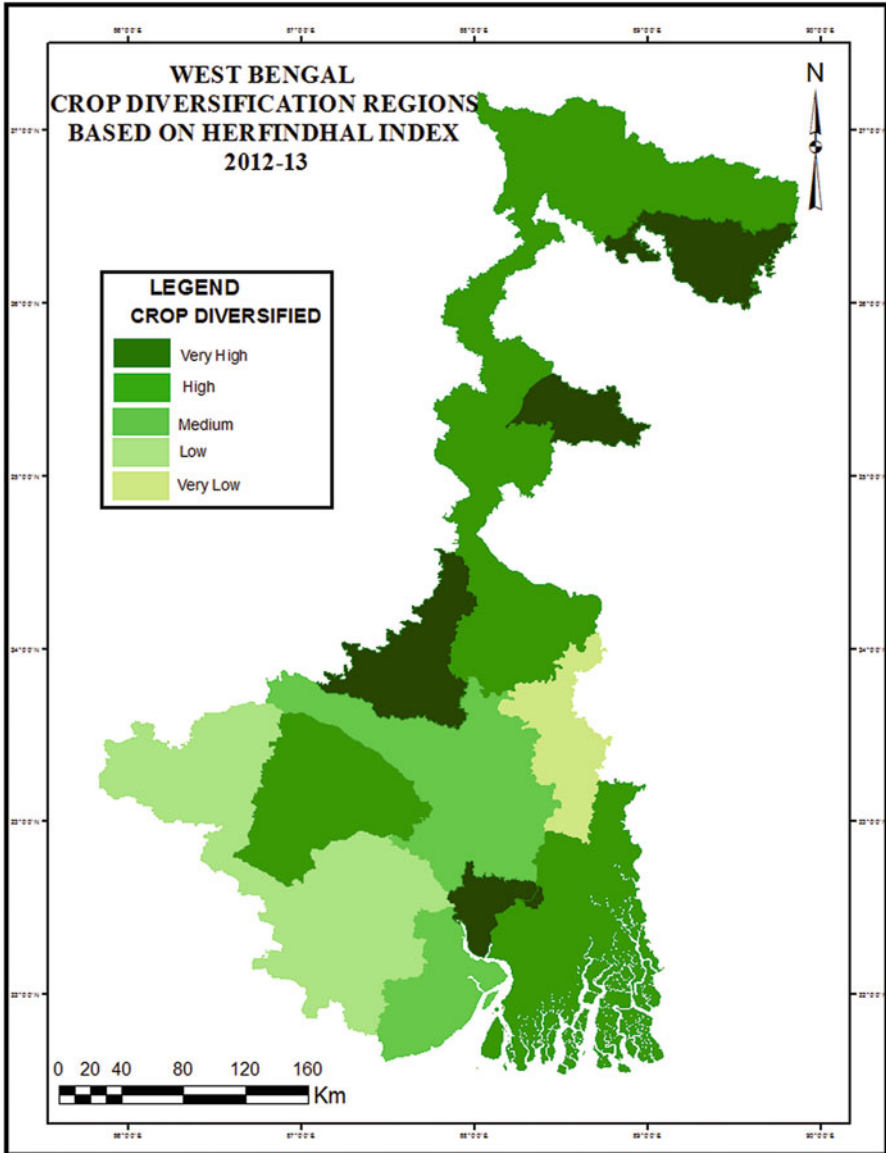 WEST BENGAL
CROP DIVERSIFICATION REGIONS
BASED ON HERFINDHAL INDEX
2012-13
N
LEGEND
CROP DIVERSIFIED
Very High
High
Medium
Low
Very Low
0 20 40 80 120 160
Km